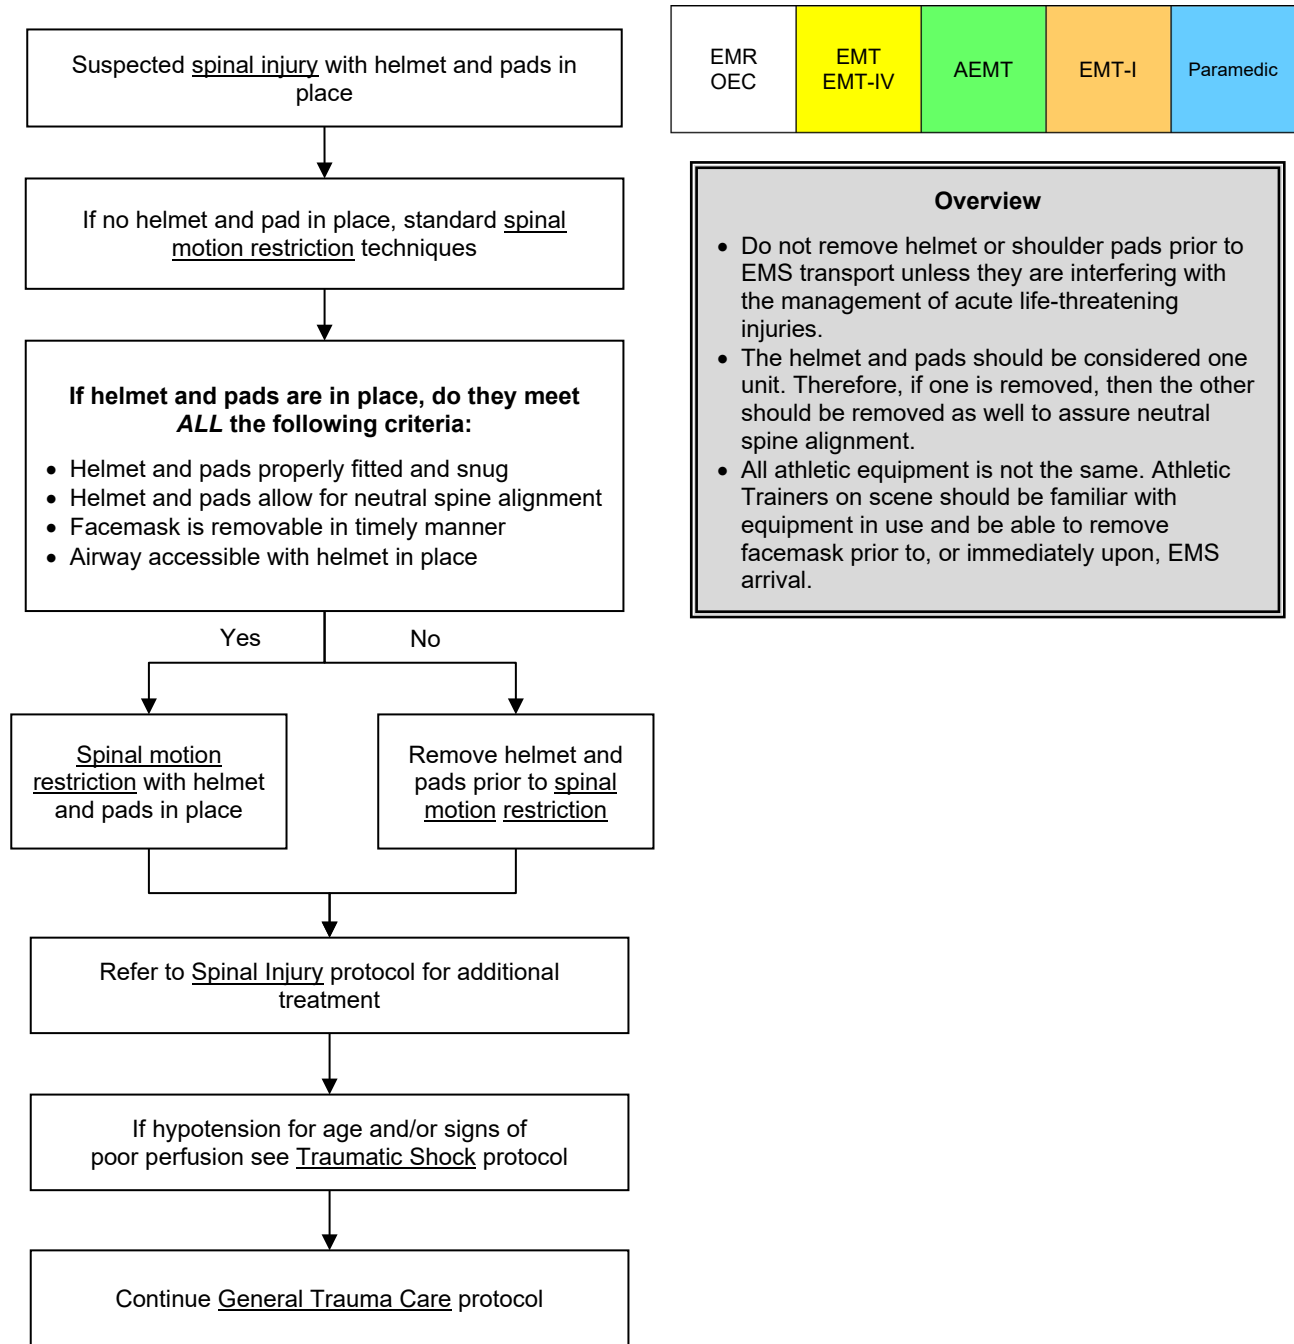 Suspected spinal injury with helmet and pads in
place
If no helmet and pad in place, standard spinal
motion restriction techniques
If helmet and pads are in place, do they meet
ALL the following criteria:
• Helmet and pads properly fitted and snug
• Helmet and pads allow for neutral spine alignment
• Facemask is removable in timely manner
• Airway accessible with helmet in place
Yes
No
Spinal motion
restriction with helmet
and pads in place
Remove helmet and
pads prior to spinal
motion restriction
Refer to Spinal Injury protocol for additional
treatment
If hypotension for age and/or signs of
poor perfusion see Traumatic Shock protocol
Continue General Trauma Care protocol
EMR
OEC
EMT
EMT-IV
AEMT
EMT-I
Paramedic
Overview
• Do not remove helmet or shoulder pads prior to
EMS transport unless they are interfering with
the management of acute life-threatening
injuries.
• The helmet and pads should be considered one
unit. Therefore, if one is removed, then the other
should be removed as well to assure neutral
spine alignment.
• All athletic equipment is not the same. Athletic
Trainers on scene should be familiar with
equipment in use and be able to remove
facemask prior to, or immediately upon, EMS
arrival.